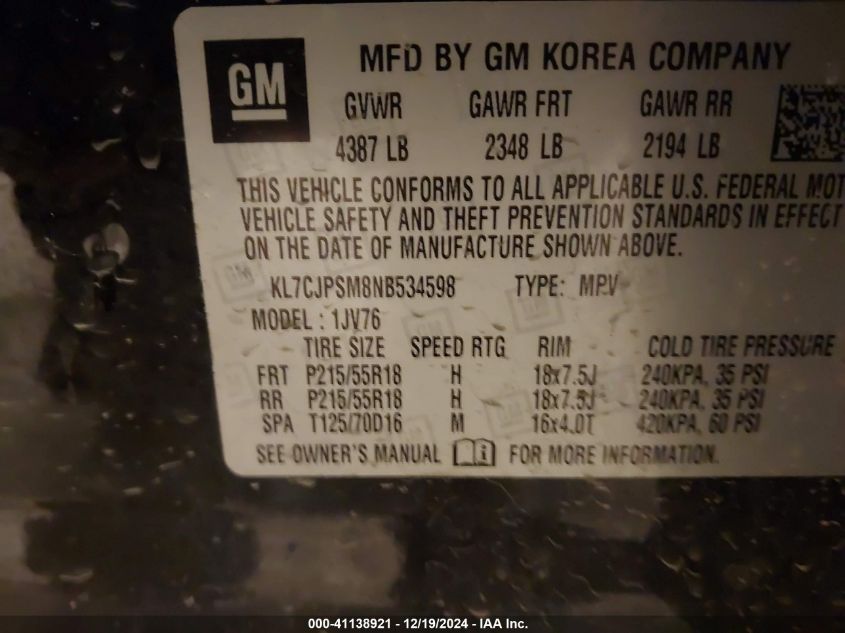 GM
MFD BY GM KOREA COMPANY
GVWR GAWR FRT GAWR RR
4387 LB 2348 LB 2194 LB
THIS VEHICLE CONFORMS TO ALL APPLICABLE U.S. FEDERAL MOT
VEHICLE SAFETY AND THEFT PREVENTION STANDARDS IN EFFECT
ON THE DATE OF MANUFACTURE SHOWN ABOVE.
KL7CJPSM8NB534598 TYPE: MPV
MODEL : 1JV76
TIRE SIZE SPEED RTG RIM COLD TIRE PRESSURE
FRT P215/55R18 H 18x7.5J 240KPA, 35 PSI
RR P215/55R18 H 18x7.5J 240KPA, 35 PSI
SPA T125/70D16 M 16x4.0T 420KPA, 60 PSI
SEE OWNER'S MANUAL FOR MORE INFORMATION.
000-41138921 - 12/19/2024 - IAA Inc.